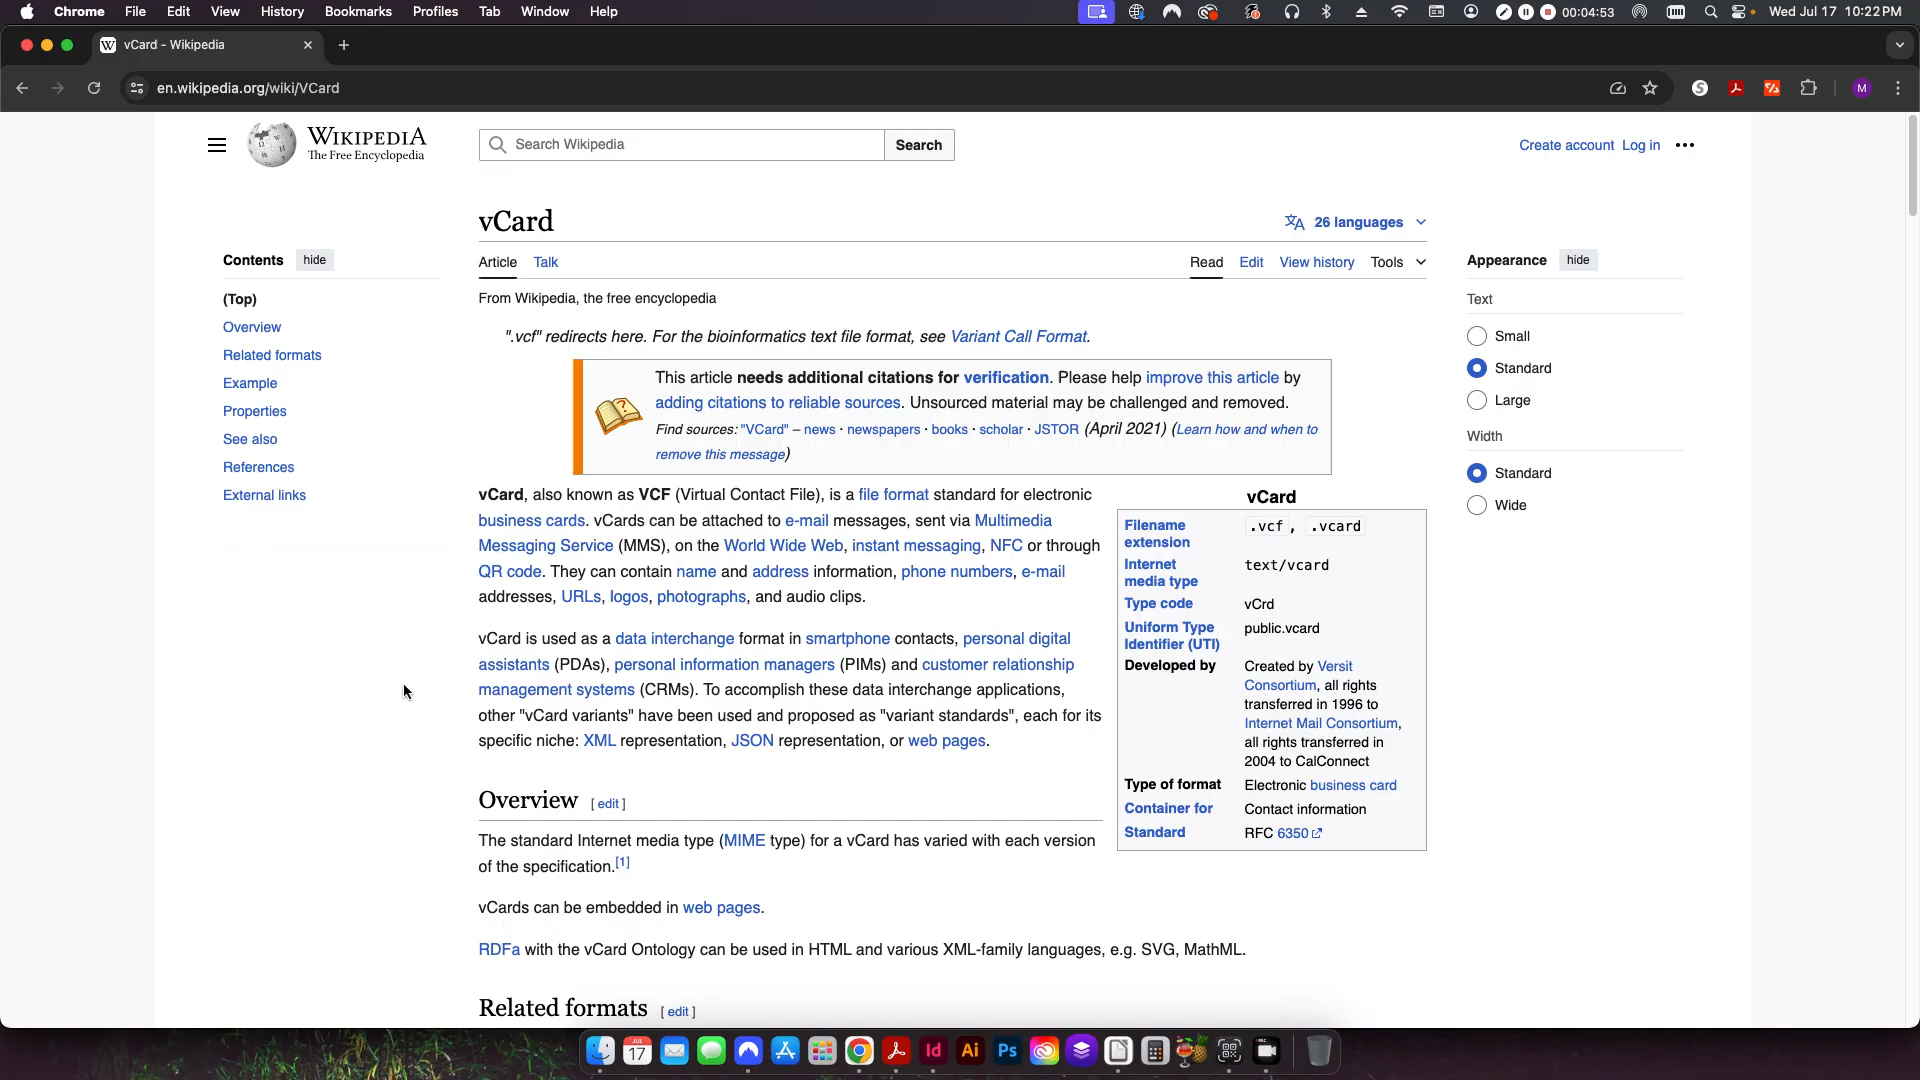 Chrome File Edit View History Bookmarks Profiles Tab Window Help
00:04:53 Wed Jul 17 10:22 PM
vCard - Wikipedia
en.wikipedia.org/wiki/VCard
M
WIKIPEDIA
The Free Encyclopedia
Search Wikipedia
Search
Create account Log in
vCard
26 languages
Contents hide
(Top)
Overview
Related formats
Example
Properties
See also
References
External links
Article Talk
Read Edit View history Tools
From Wikipedia, the free encyclopedia
".vcf" redirects here. For the bioinformatics text file format, see Variant Call Format.
This article needs additional citations for verification. Please help improve this article by
adding citations to reliable sources. Unsourced material may be challenged and removed.
Find sources: "VCard" – news · newspapers · books · scholar · JSTOR (April 2021) (Learn how and when to
remove this message)
vCard, also known as VCF (Virtual Contact File), is a file format standard for electronic
business cards. vCards can be attached to e-mail messages, sent via Multimedia
Messaging Service (MMS), on the World Wide Web, instant messaging, NFC or through
QR code. They can contain name and address information, phone numbers, e-mail
addresses, URLs, logos, photographs, and audio clips.
vCard is used as a data interchange format in smartphone contacts, personal digital
assistants (PDAs), personal information managers (PIMs) and customer relationship
management systems (CRMs). To accomplish these data interchange applications,
other "vCard variants" have been used and proposed as "variant standards", each for its
specific niche: XML representation, JSON representation, or web pages.
vCard
Filename
extension
.vcf, .vcard
Internet
media type
text/vcard
Type code
vCrd
Uniform Type
Identifier (UTI)
public.vcard
Developed by
Created by Versit
Consortium, all rights
transferred in 1996 to
Internet Mail Consortium,
all rights transferred in
2004 to CalConnect
Type of format
Electronic business card
Container for
Contact information
Standard
RFC 6350
Overview [ edit ]
The standard Internet media type (MIME type) for a vCard has varied with each version
of the specification.[1]
vCards can be embedded in web pages.
RDFa with the vCard Ontology can be used in HTML and various XML-family languages, e.g. SVG, MathML.
Related formats [ edit ]
Appearance hide
Text
Small
Standard
Large
Width
Standard
Wide
JUL
17
Id
Ai
Ps